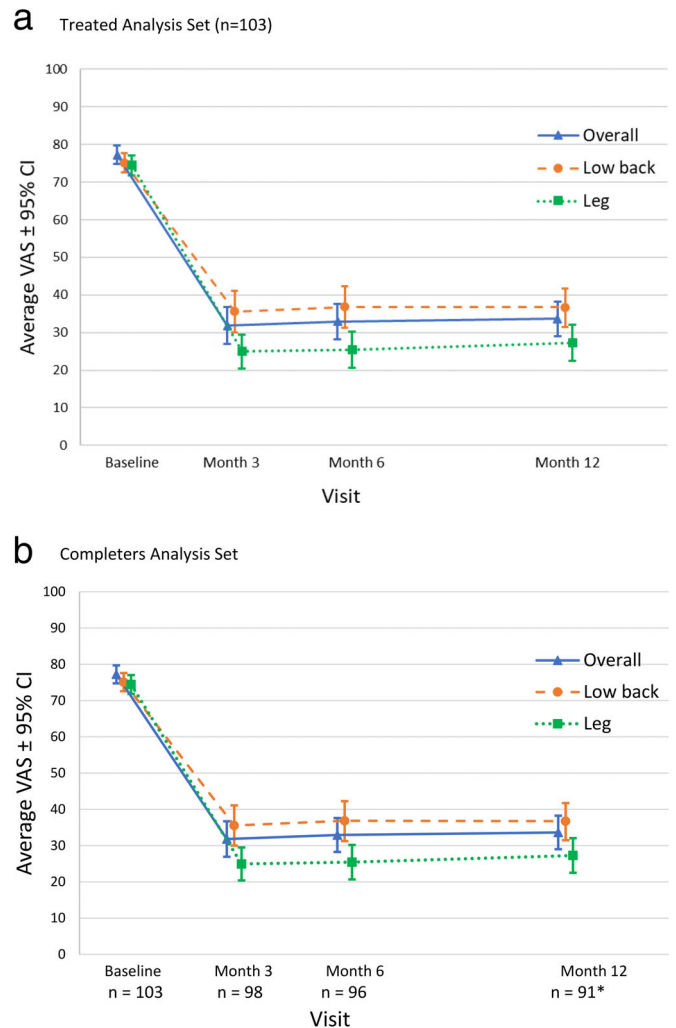 a Treated Analysis Set (n=103)
Average VAS ± 95% CI
100
90
80
70
60
50
40
30
20
10
0
Overall
Low back
Leg
Baseline Month 3 Month 6 Month 12
Visit
b Completers Analysis Set
Average VAS ± 95% CI
100
90
80
70
60
50
40
30
20
10
0
Overall
Low back
Leg
Baseline Month 3 Month 6 Month 12
n = 103 n = 98 n = 96 n = 91*
Visit